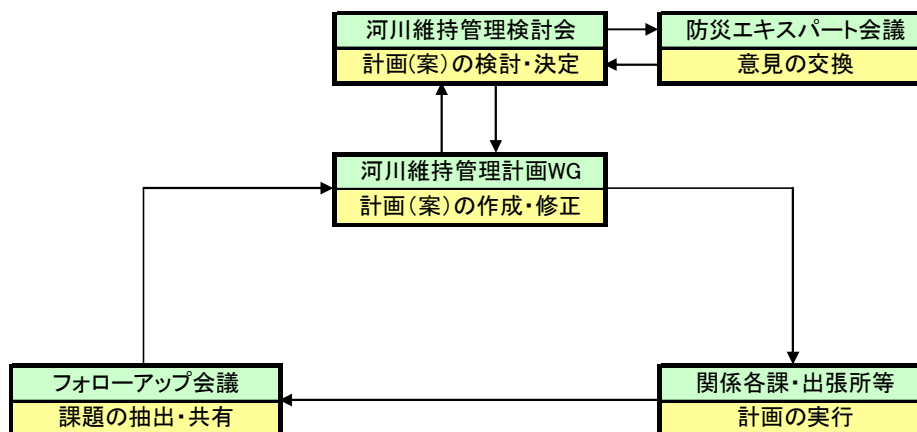 河川維持管理検討会
計画(案)の検討・決定
防災エキスパート会議
意見の交換
河川維持管理計画WG
計画(案)の作成・修正
フォローアップ会議
課題の抽出・共有
関係各課・出張所等
計画の実行